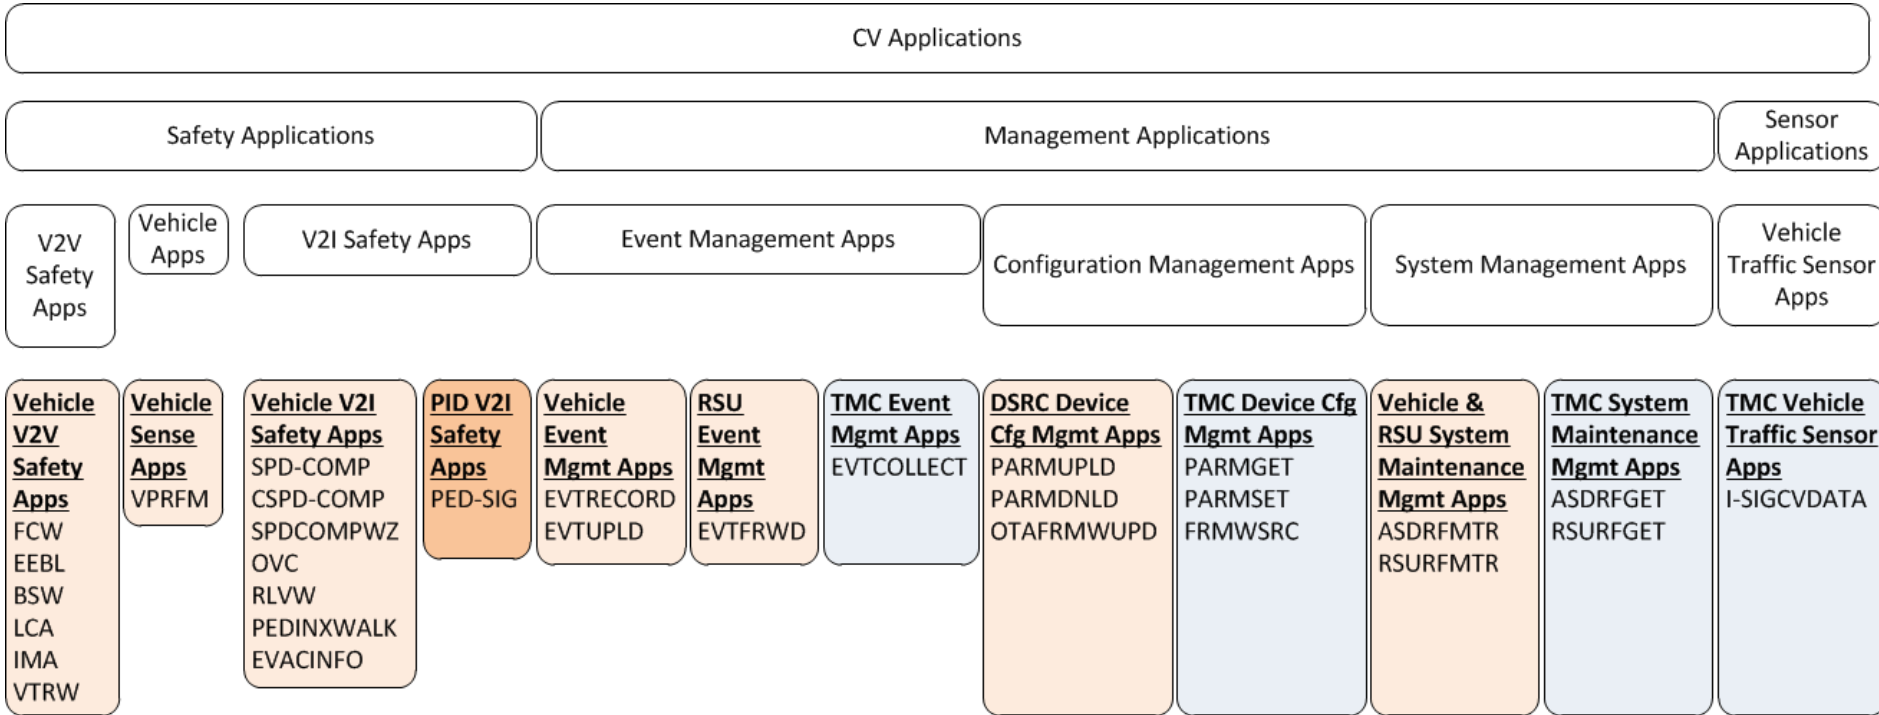 CV Applications
Safety Applications
Management Applications
Sensor
Applications
V2V
Safety
Apps
Vehicle
Apps
V2I Safety Apps
Event Management Apps
Configuration Management Apps
System Management Apps
Vehicle
Traffic Sensor
Apps
Vehicle
V2V
Safety
Apps
FCW
EEBL
BSW
LCA
IMA
VTRW
Vehicle
Sense
Apps
VPRFM
Vehicle V2I
Safety Apps
SPD-COMP
CSPD-COMP
SPDCOMPWZ
OVC
RLVW
PEDINXWALK
EVACINFO
PID V2I
Safety
Apps
PED-SIG
Vehicle
Event
Mgmt Apps
EVTRECORD
EVTUPLD
RSU
Event
Mgmt
Apps
EVTFRWD
TMC Event
Mgmt Apps
EVTCOLLECT
DSRC Device
Cfg Mgmt Apps
PARMUPLD
PARMDNLD
OTAFRMWUPD
TMC Device Cfg
Mgmt Apps
PARMGET
PARMSET
FRMWSRC
Vehicle &
RSU System
Maintenance
Mgmt Apps
ASDRFMTR
RSURFMTR
TMC System
Maintenance
Mgmt Apps
ASDRFGET
RSURFGET
TMC Vehicle
Traffic Sensor
Apps
I-SIGCVDATA